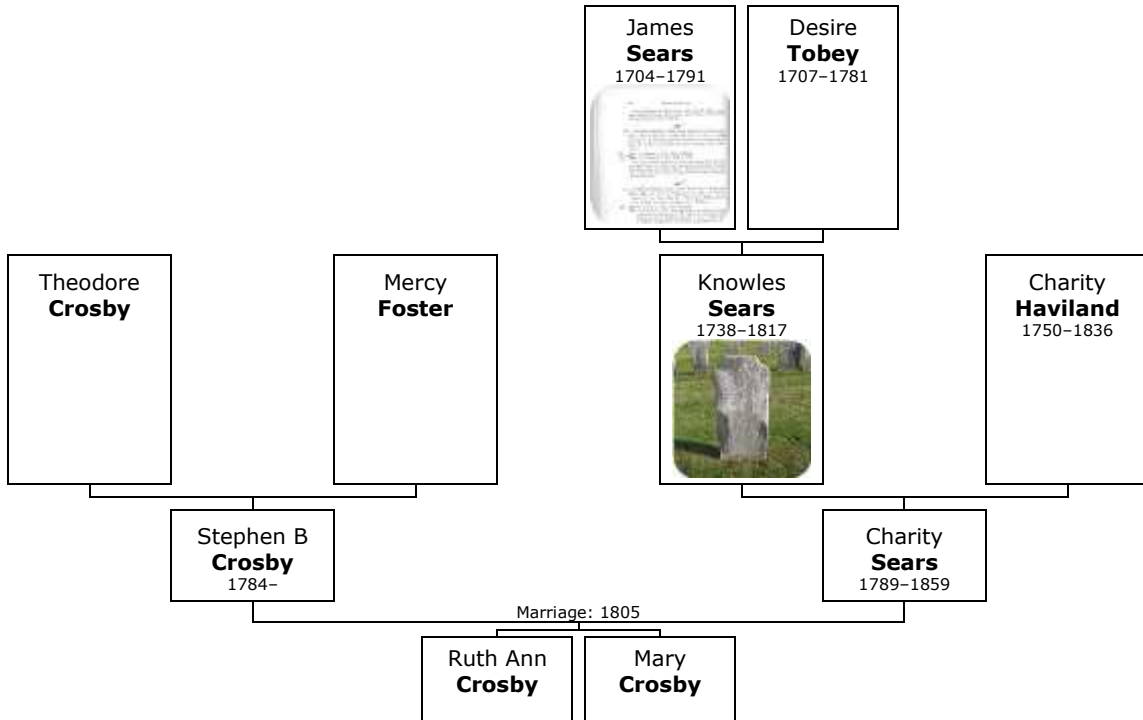 James
Sears
1704–1791
Desire
Tobey
1707–1781
Theodore
Crosby
Mercy
Foster
Knowles
Sears
1738–1817
Charity
Haviland
1750–1836
Stephen B
Crosby
1784–
Charity
Sears
1789–1859
Marriage: 1805
Ruth Ann
Crosby
Mary
Crosby